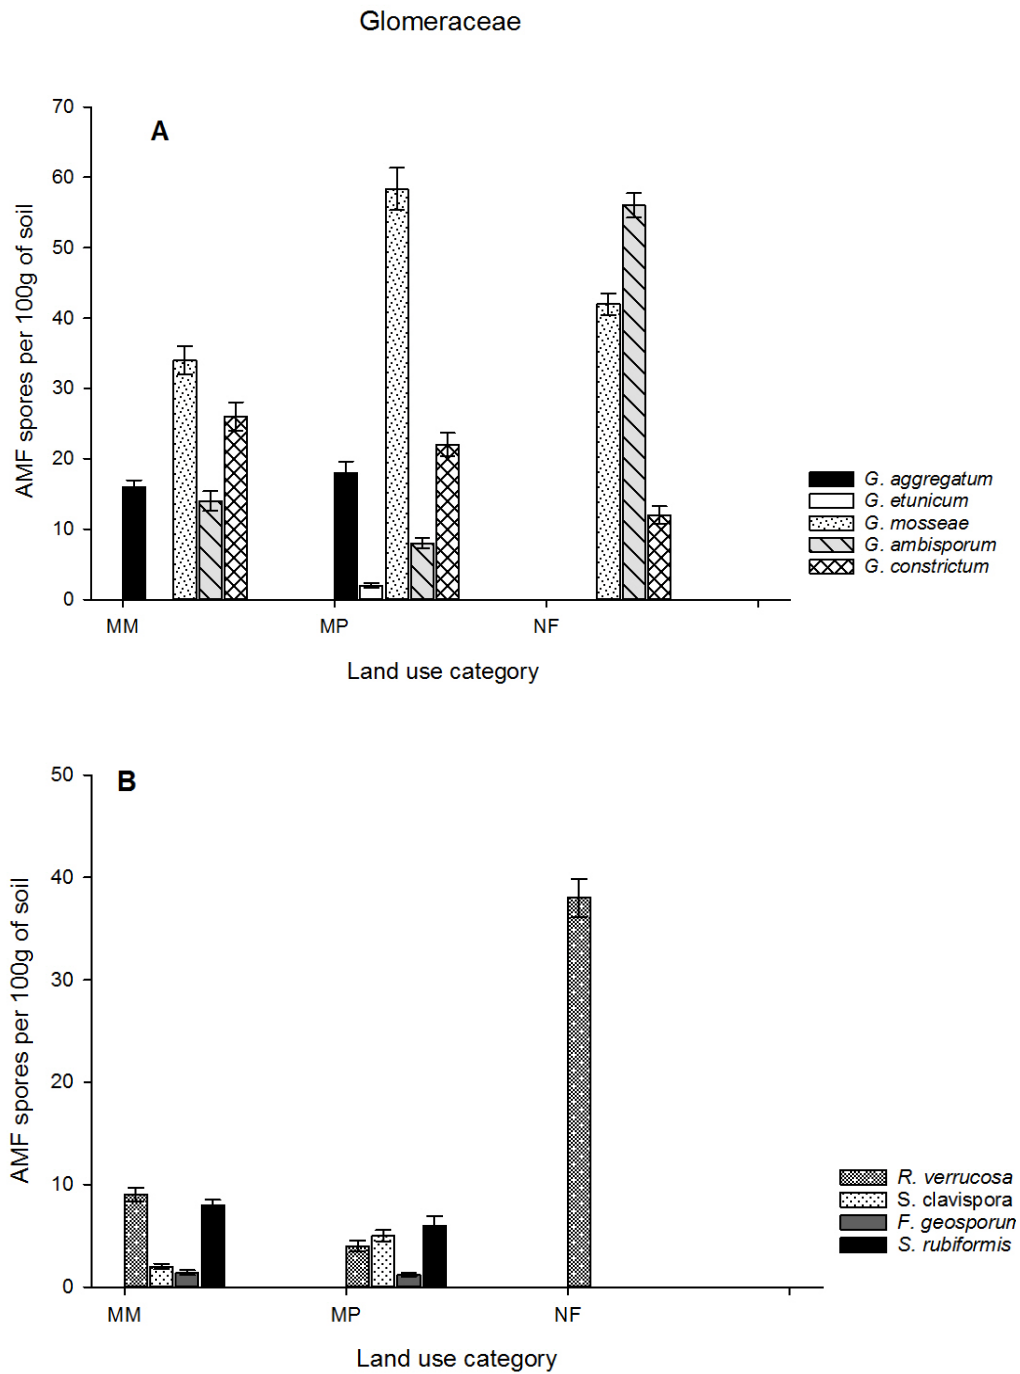 Glomeraceae
A
70
60
50
40
30
20
10
0
AMF spores per 100g of soil
MM MP NF
Land use category
G. aggregatum
G. etunicum
G. mosseae
G. ambisporum
G. constrictum
B
50
40
30
20
10
0
AMF spores per 100g of soil
MM MP NF
Land use category
R. verrucosa
S. clavispora
F. geosporum
S. rubiformis